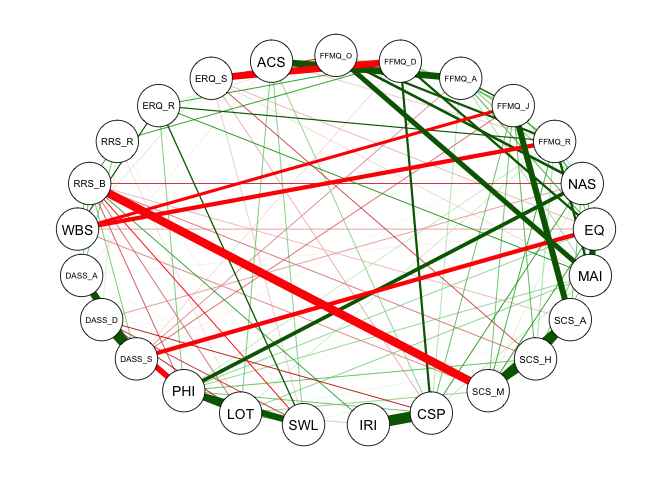 FFMQ_O
ACS
FFMQ_D
ERQ_S
FFMQ_A
ERQ_R
FFMQ_J
RRS_R
FFMQ_R
RRS_B
NAS
WBS
EQ
DASS_A
MAI
DASS_D
SCS_A
DASS_S
SCS_H
PHI
SCS_M
LOT
CSP
SWL
IRI